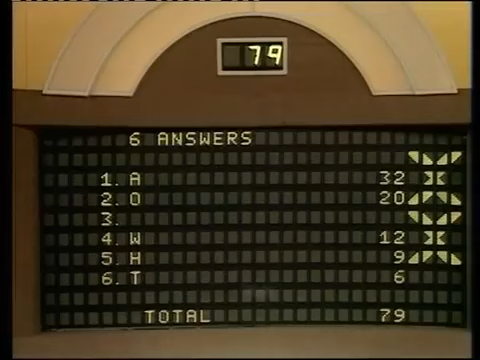 79
6 ANSWERS
1. A 32
2. O 20
3.
4. W 12
5. H 9
6. T 6
TOTAL 79